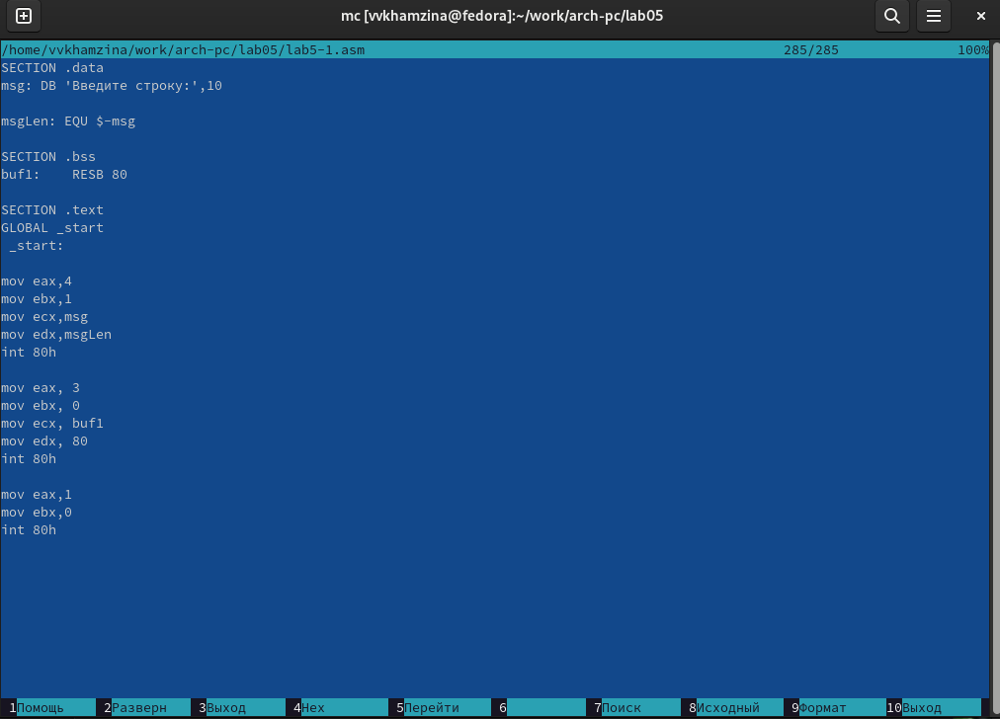 mc [vvkhamzina@fedora]:~/work/arch-pc/lab05
/home/vvkhamzina/work/arch-pc/lab05/lab5-1.asm 285/285 100%
SECTION .data
msg: DB 'Введите строку:',10
msgLen: EQU $-msg
SECTION .bss
buf1: RESB 80
SECTION .text
GLOBAL _start
_start:
mov eax,4
mov ebx,1
mov ecx,msg
mov edx,msgLen
int 80h
mov eax, 3
mov ebx, 0
mov ecx, buf1
mov edx, 80
int 80h
mov eax,1
mov ebx,0
int 80h
1Помощь 2Разверн 3Выход 4Hex 5Перейти 6 7Поиск 8Исходный 9Формат 10Выход